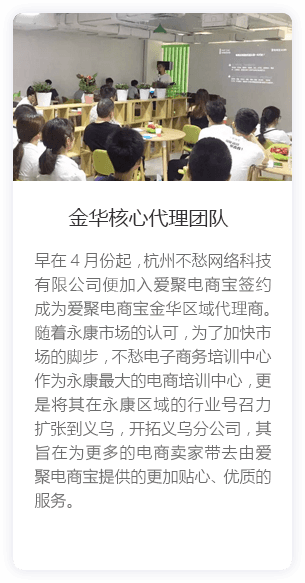 金华核心代理团队
早在４月份起，杭州不愁网络科技
有限公司便加入爱聚电商宝签约
成为爱聚电商宝金华区域代理商。
随着永康市场的认可，为了加快市
场的脚步，不愁电子商务培训中心
作为永康最大的电商培训中心，更
是将其在永康区域的行业号召力
扩张到义乌，开拓义乌分公司，其
旨在为更多的电商卖家带去由爱
聚电商宝提供的更加贴心、优质的
服务。